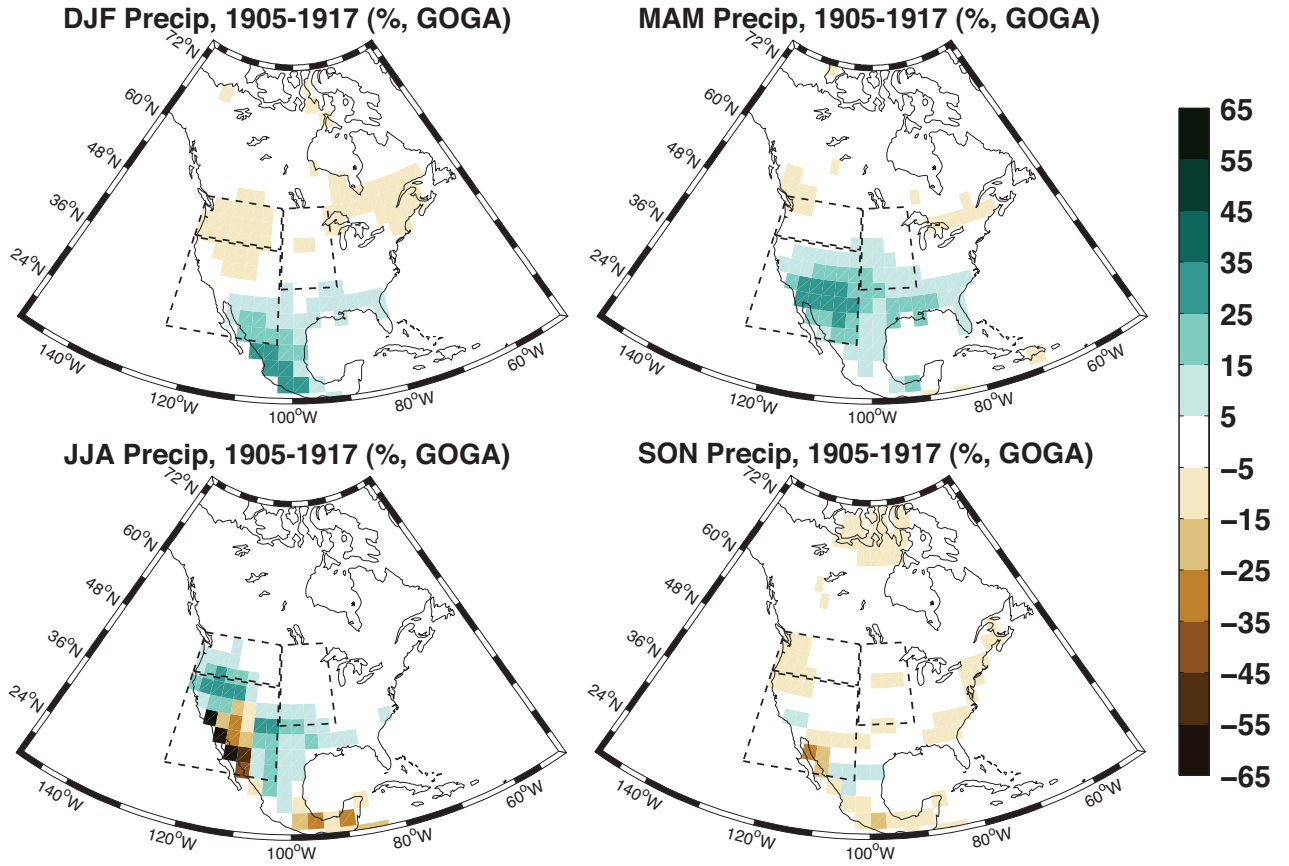 DJF Precip, 1905-1917 (%, GOGA)
MAM Precip, 1905-1917 (%, GOGA)
72°N
60°N
48°N
36°N
24°N
140°W
120°W
100°W
80°W
60°W
72°N
60°N
48°N
36°N
24°N
140°W
120°W
100°W
80°W
60°W
JJA Precip, 1905-1917 (%, GOGA)
SON Precip, 1905-1917 (%, GOGA)
72°N
60°N
48°N
36°N
24°N
140°W
120°W
100°W
80°W
60°W
72°N
60°N
48°N
36°N
24°N
140°W
120°W
100°W
80°W
60°W
65
55
45
35
25
15
5
−5
−15
−25
−35
−45
−55
−65